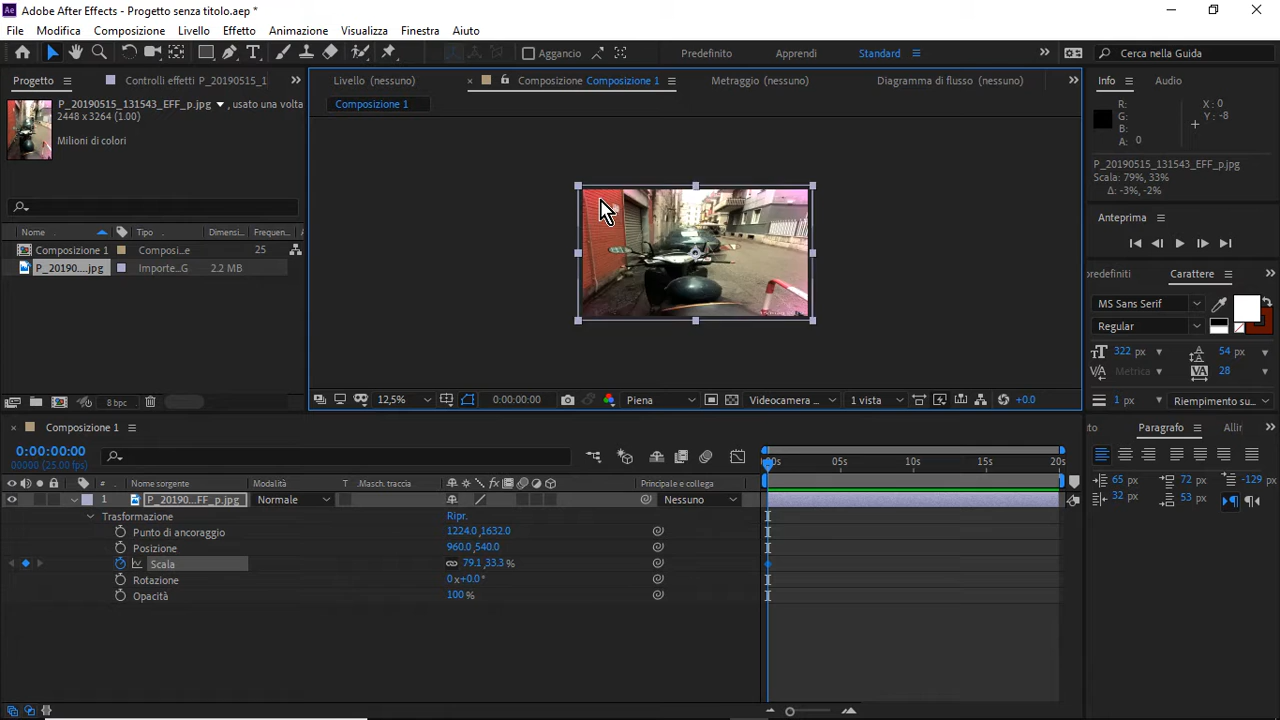 Adobe After Effects - Progetto senza titolo.aep *
File Modifica Composizione Livello Effetto Animazione Visualizza Finestra Aiuto
Aggancio Predefinito Apprendi Standard Cerca nella Guida
Progetto Controlli effetti P_20190515_1
P_20190515_131543_EFF_p.jpg , usato una volta
2448 x 3264 (1.00)
Milioni di colori
Nome Tipo Dimensi... Frequen...
Composizione 1 Composi...e 25
P_20190....jpg Importe...G 2.2 MB
8 bpc
Livello (nessuno) Composizione Composizione 1 Metraggio (nessuno) Diagramma di flusso (nessuno)
Composizione 1
12,5% 0:00:00:00 Piena Videocamera ... 1 vista +0.0
Info Audio
R: X: 0
G: Y: -8
B:
A: 0
P_20190515_131543_EFF_p.jpg
Scala: 79%, 33%
Δ: -3%, -2%
Anteprima
predefiniti Carattere
MS Sans Serif
Regular
322 px 54 px
Metrica 28
1 px Riempimento su...
to Paragrafo Allir
65 px 72 px -129 px
32 px 53 px
Composizione 1
0:00:00:00
00000 (25.00 fps)
# Nome sorgente Modalità T .Masch. traccia Principale e collega
1 P_20190...FF_p.jpg Normale Nessuno
Trasformazione Ripr.
Punto di ancoraggio 1224.0,1632.0
Posizione 960.0,540.0
Scala 79.1,33.3 %
Rotazione 0x+0.0°
Opacità 100 %
00s 05s 10s 15s 20s